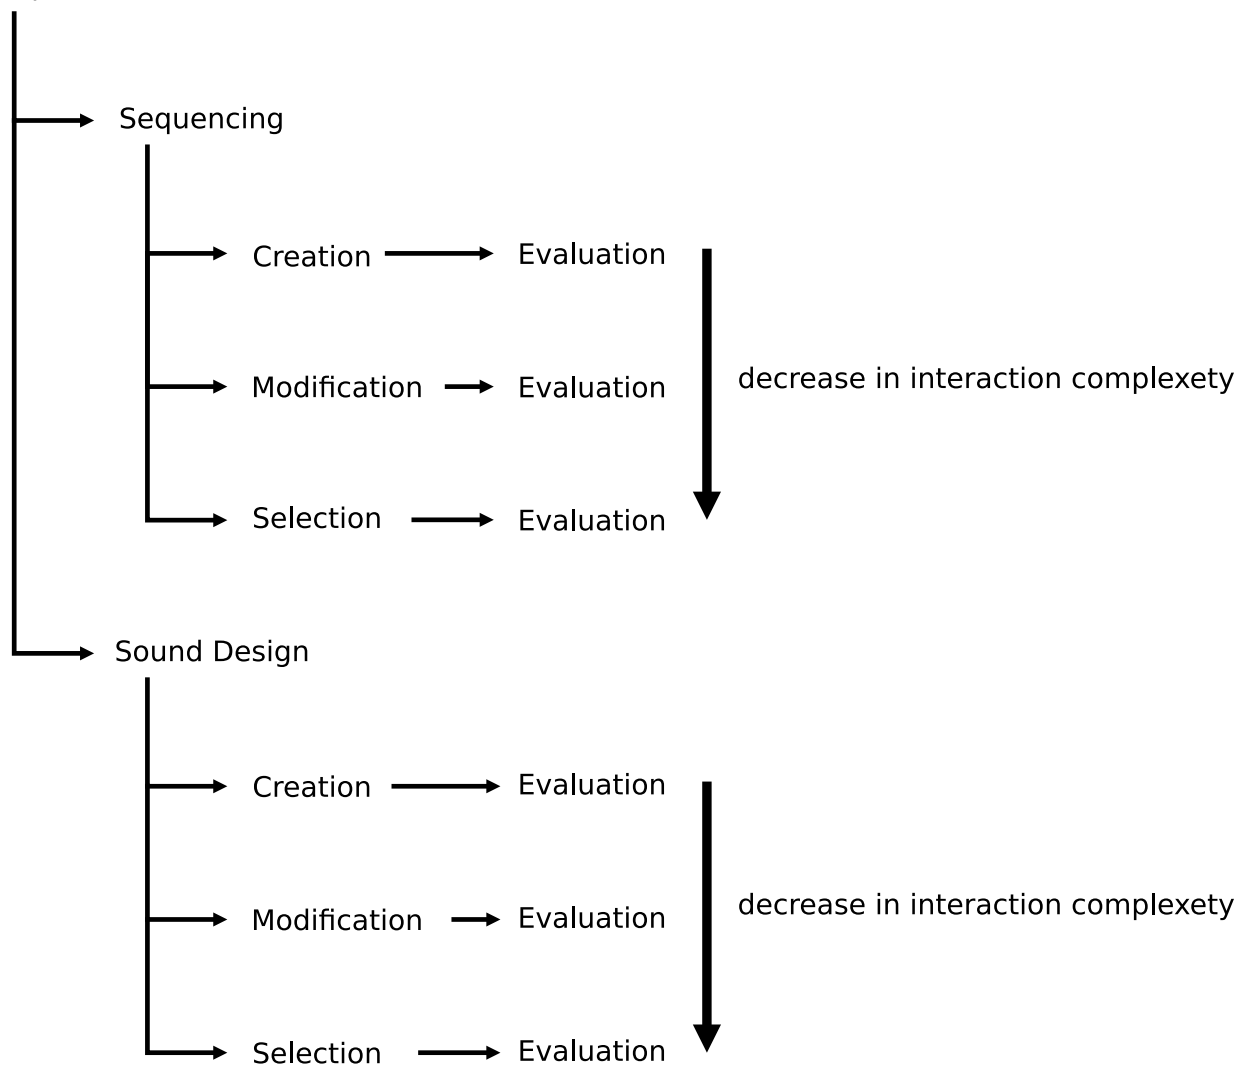 Sequencing
Creation Evaluation
Modification Evaluation
decrease in interaction complexety
Selection Evaluation
Sound Design
Creation Evaluation
Modification Evaluation
decrease in interaction complexety
Selection Evaluation